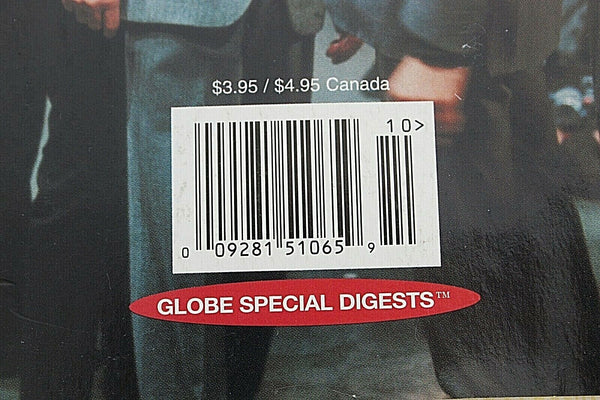 $3.95 / $4.95 Canada
10>
0 09281 51065 9
GLOBE SPECIAL DIGESTS™